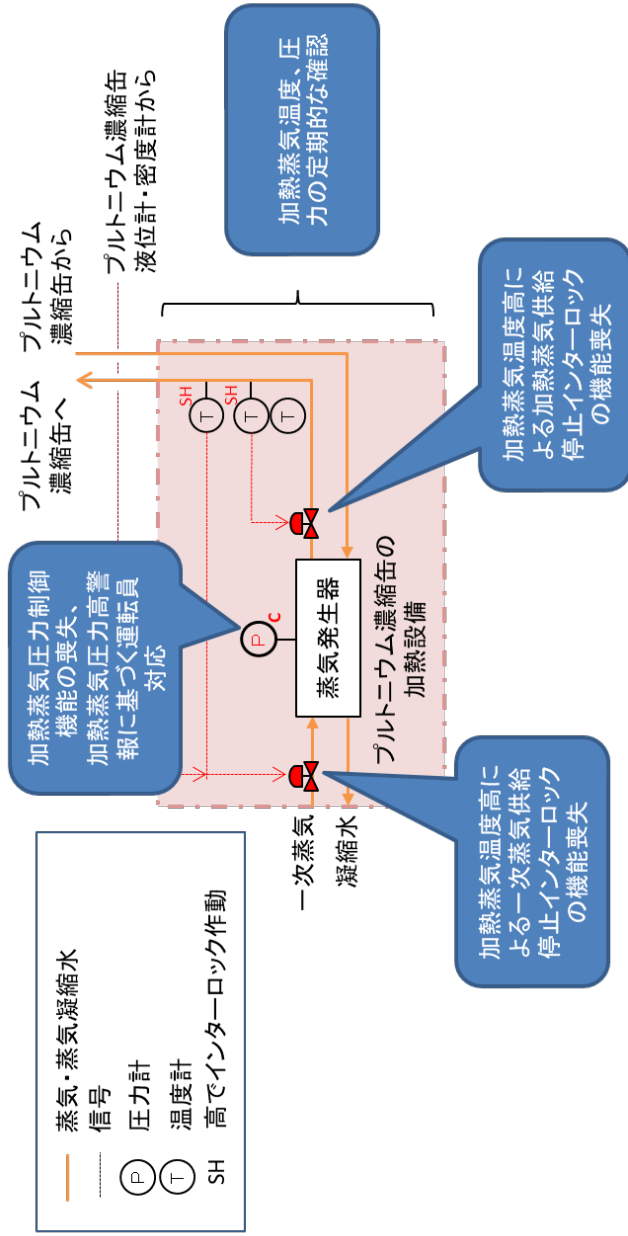 蒸気・蒸気凝縮水
信号
P
圧力計
T
温度計
SH
高でインターロック作動
加熱蒸気圧力制御
機能の喪失、
加熱蒸気圧力高警
報に基づく運転員
対応
プルトニウム
濃縮缶へ
プルトニウム
濃縮缶から
プルトニウム濃縮缶
液位計・密度計から
SH
T
SH
T
T
P
C
蒸気発生器
一次蒸気
凝縮水
プルトニウム濃縮缶の
加熱設備
加熱蒸気温度、圧
力の定期的な確認
加熱蒸気温度高に
よる一次蒸気供給
停止インターロック
の機能喪失
加熱蒸気温度高に
よる加熱蒸気供給
停止インターロック
の機能喪失